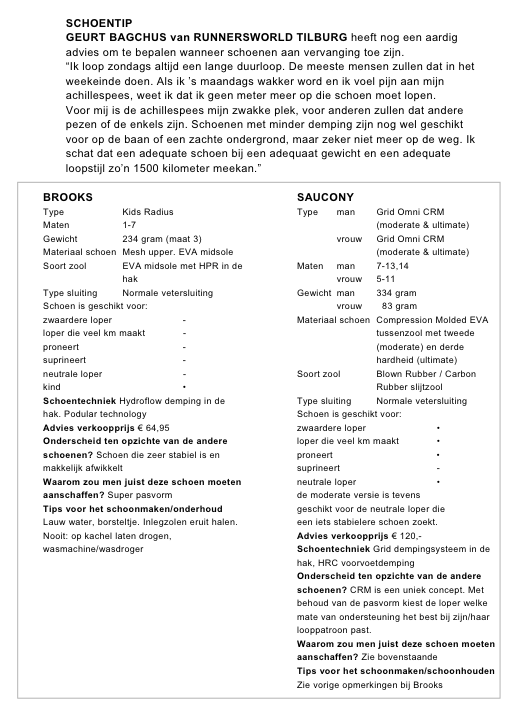 SCHOENTIP
GEURT BAGCHUS van RUNNERSWORLD TILBURG heeft nog een aardig
advies om te bepalen wanneer schoenen aan vervanging toe zijn.
“Ik loop zondags altijd een lange duurloop. De meeste mensen zullen dat in het
weekeinde doen. Als ik ’s maandags wakker word en ik voel pijn aan mijn
achillespees, weet ik dat ik geen meter meer op die schoen moet lopen.
Voor mij is de achillespees mijn zwakke plek, voor anderen zullen dat andere
pezen of de enkels zijn. Schoenen met minder demping zijn nog wel geschikt
voor op de baan of een zachte ondergrond, maar zeker niet meer op de weg. Ik
schat dat een adequate schoen bij een adequaat gewicht en een adequate
loopstijl zo’n 1500 kilometer meekan.”
BROOKS
Type Kids Radius
Maten 1-7
Gewicht 234 gram (maat 3)
Materiaal schoen Mesh upper. EVA midsole
Soort zool EVA midsole met HPR in de
hak
Type sluiting Normale vetersluiting
Schoen is geschikt voor:
zwaardere loper -
loper die veel km maakt -
proneert -
suprineert -
neutrale loper -
kind •
Schoentechniek Hydroflow demping in de
hak. Podular technology
Advies verkoopprijs € 64,95
Onderscheid ten opzichte van de andere
schoenen? Schoen die zeer stabiel is en
makkelijk afwikkelt
Waarom zou men juist deze schoen moeten
aanschaffen? Super pasvorm
Tips voor het schoonmaken/onderhoud
Lauw water, borsteltje. Inlegzolen eruit halen.
Nooit: op kachel laten drogen,
wasmachine/wasdroger
SAUCONY
Type man Grid Omni CRM
(moderate & ultimate)
vrouw Grid Omni CRM
(moderate & ultimate)
Maten man 7-13,14
vrouw 5-11
Gewicht man 334 gram
vrouw 83 gram
Materiaal schoen Compression Molded EVA
tussenzool met tweede
(moderate) en derde
hardheid (ultimate)
Soort zool Blown Rubber / Carbon
Rubber slijtzool
Type sluiting Normale vetersluiting
Schoen is geschikt voor:
zwaardere loper •
loper die veel km maakt •
proneert •
suprineert -
neutrale loper •
de moderate versie is tevens
geschikt voor de neutrale loper die
een iets stabielere schoen zoekt.
Advies verkoopprijs € 120,-
Schoentechniek Grid dempingsysteem in de
hak, HRC voorvoetdemping
Onderscheid ten opzichte van de andere
schoenen? CRM is een uniek concept. Met
behoud van de pasvorm kiest de loper welke
mate van ondersteuning het best bij zijn/haar
looppatroon past.
Waarom zou men juist deze schoen moeten
aanschaffen? Zie bovenstaande
Tips voor het schoonmaken/schoonhouden
Zie vorige opmerkingen bij Brooks